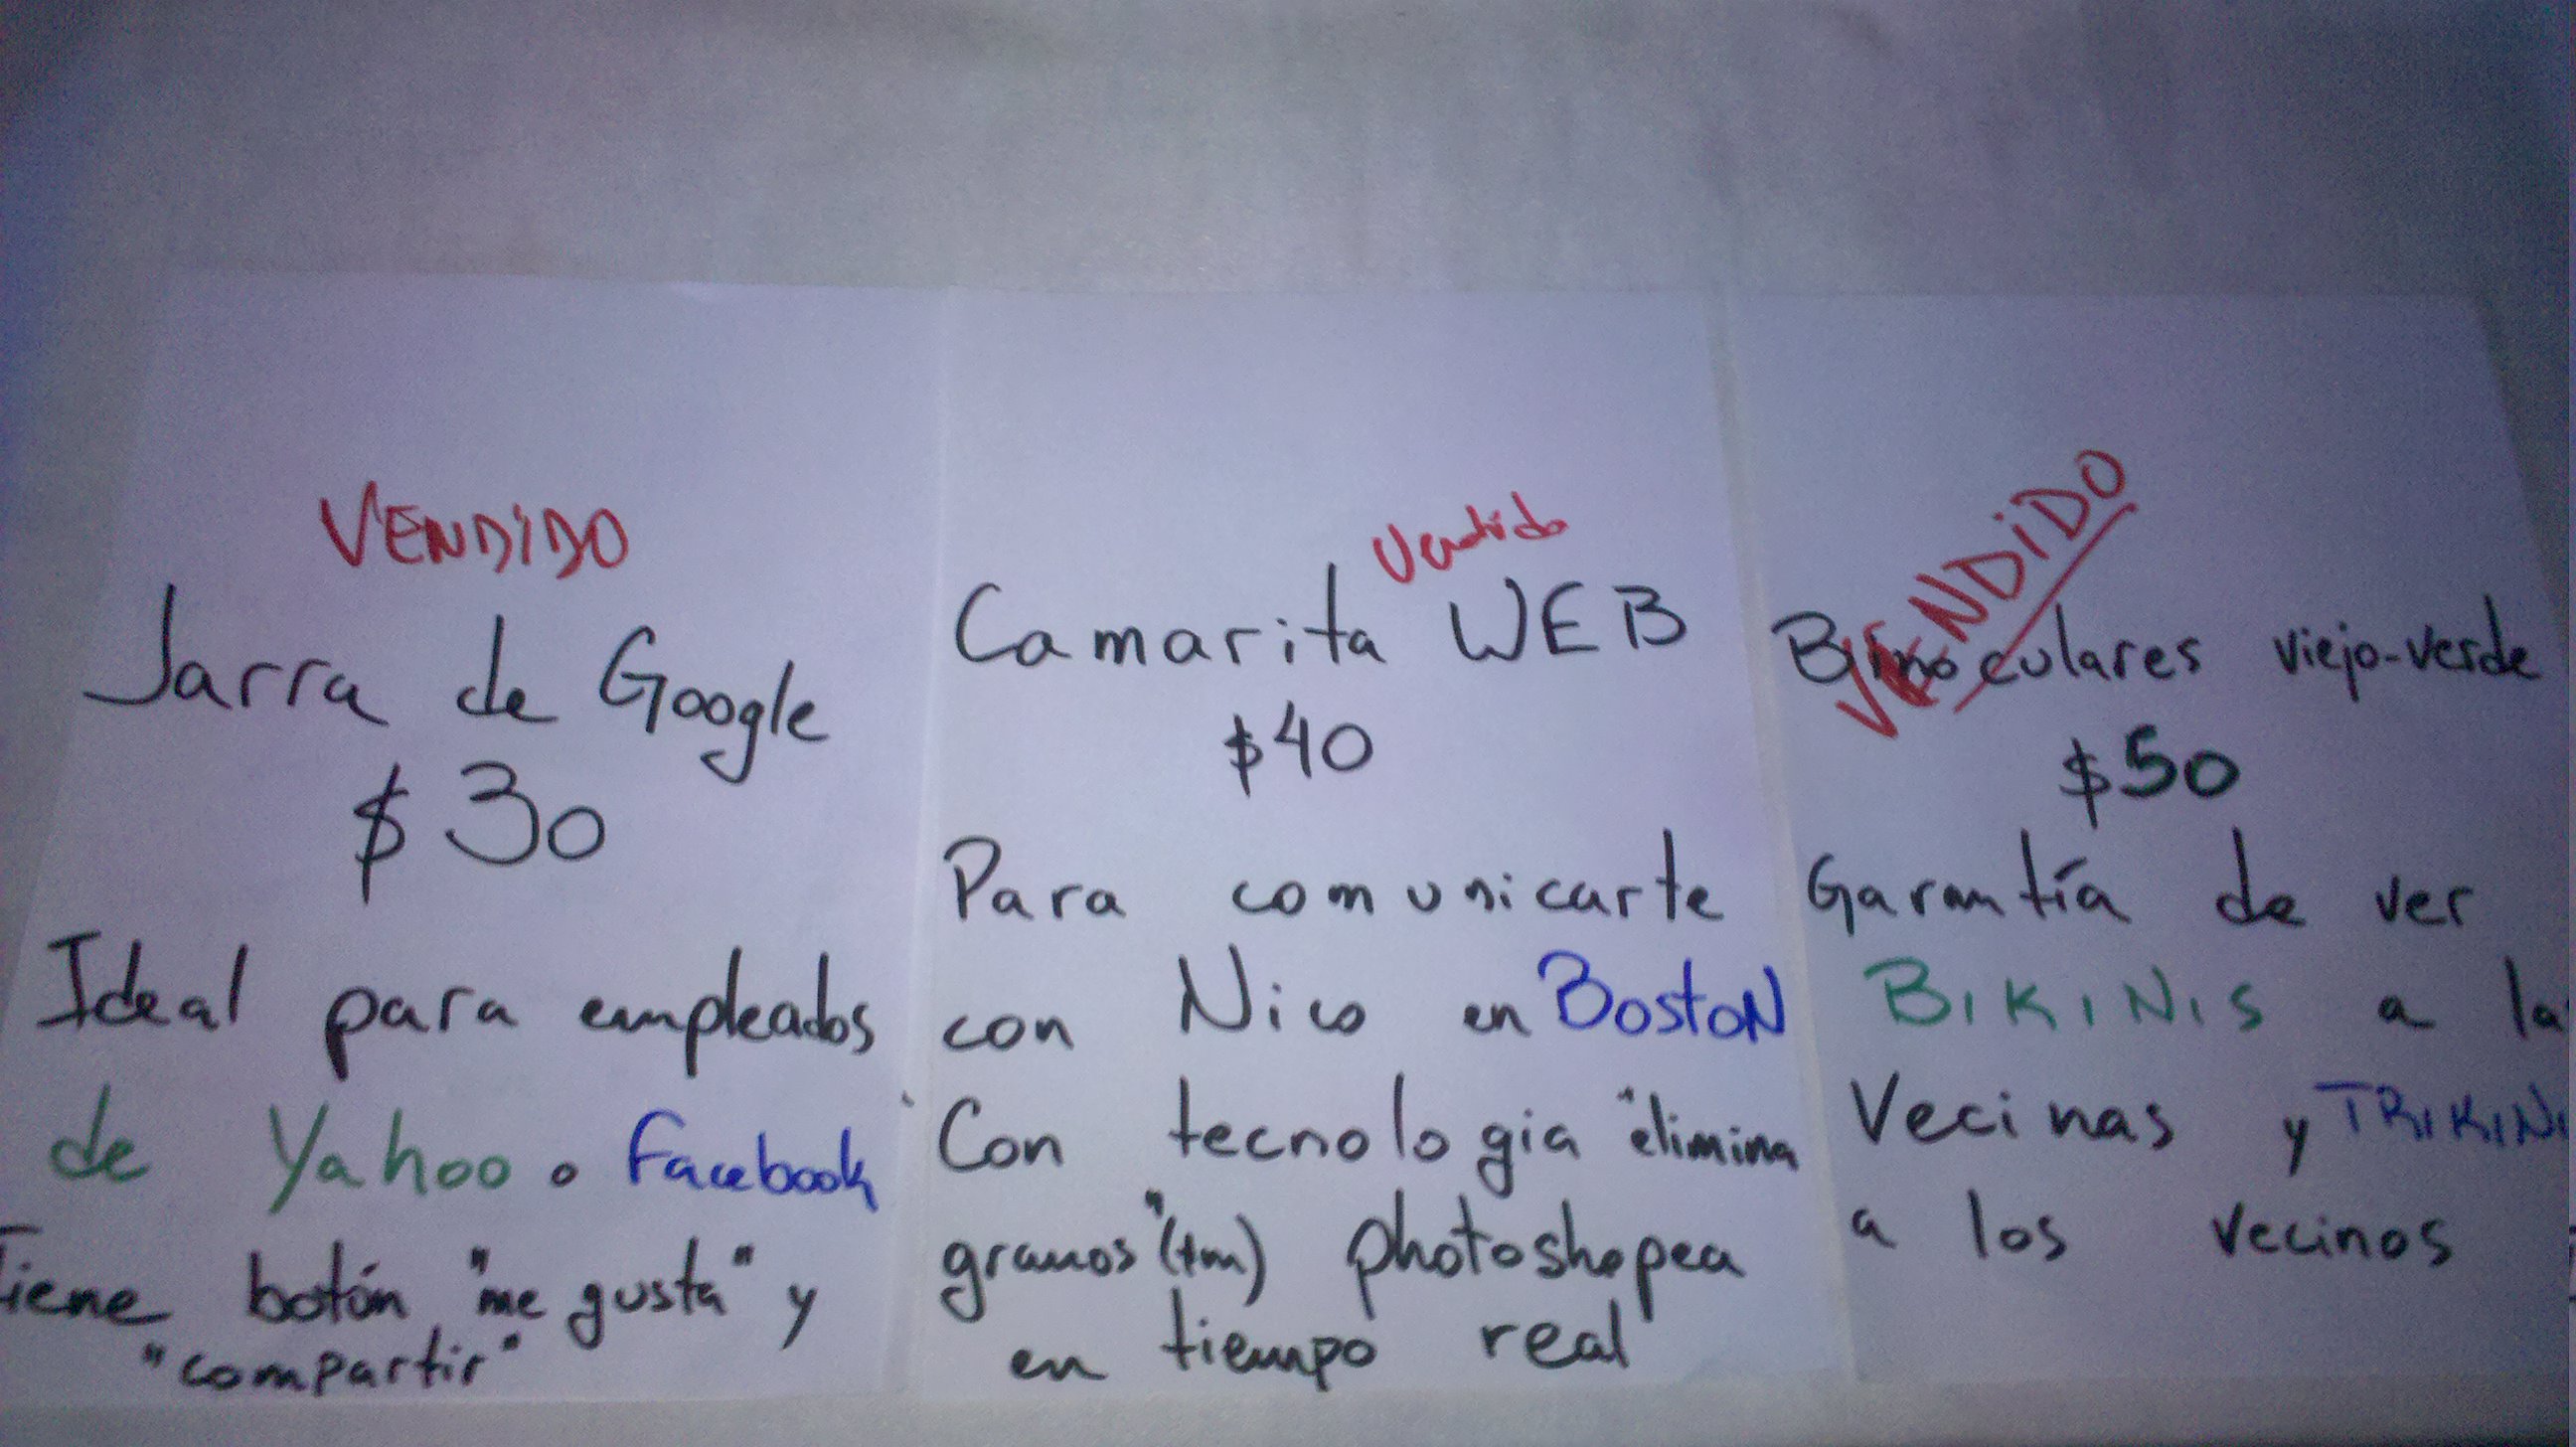 VENDIDO
Jarra de Google
$30
Ideal para empleados
de Yahoo o Facebook.
Tiene botón "me gusta" y
"compartir".
Vendido
Camarita WEB
$40
Para comunicarte
con Nico en BostoN
Con tecnologia "elimina
granos"(tm) photoshopea
en tiempo real
VENDiDO
Binoculares viejo-verde
$50
Garantía de ver
BIKINIS a la
Vecinas y TRIKINI
a los vecinos